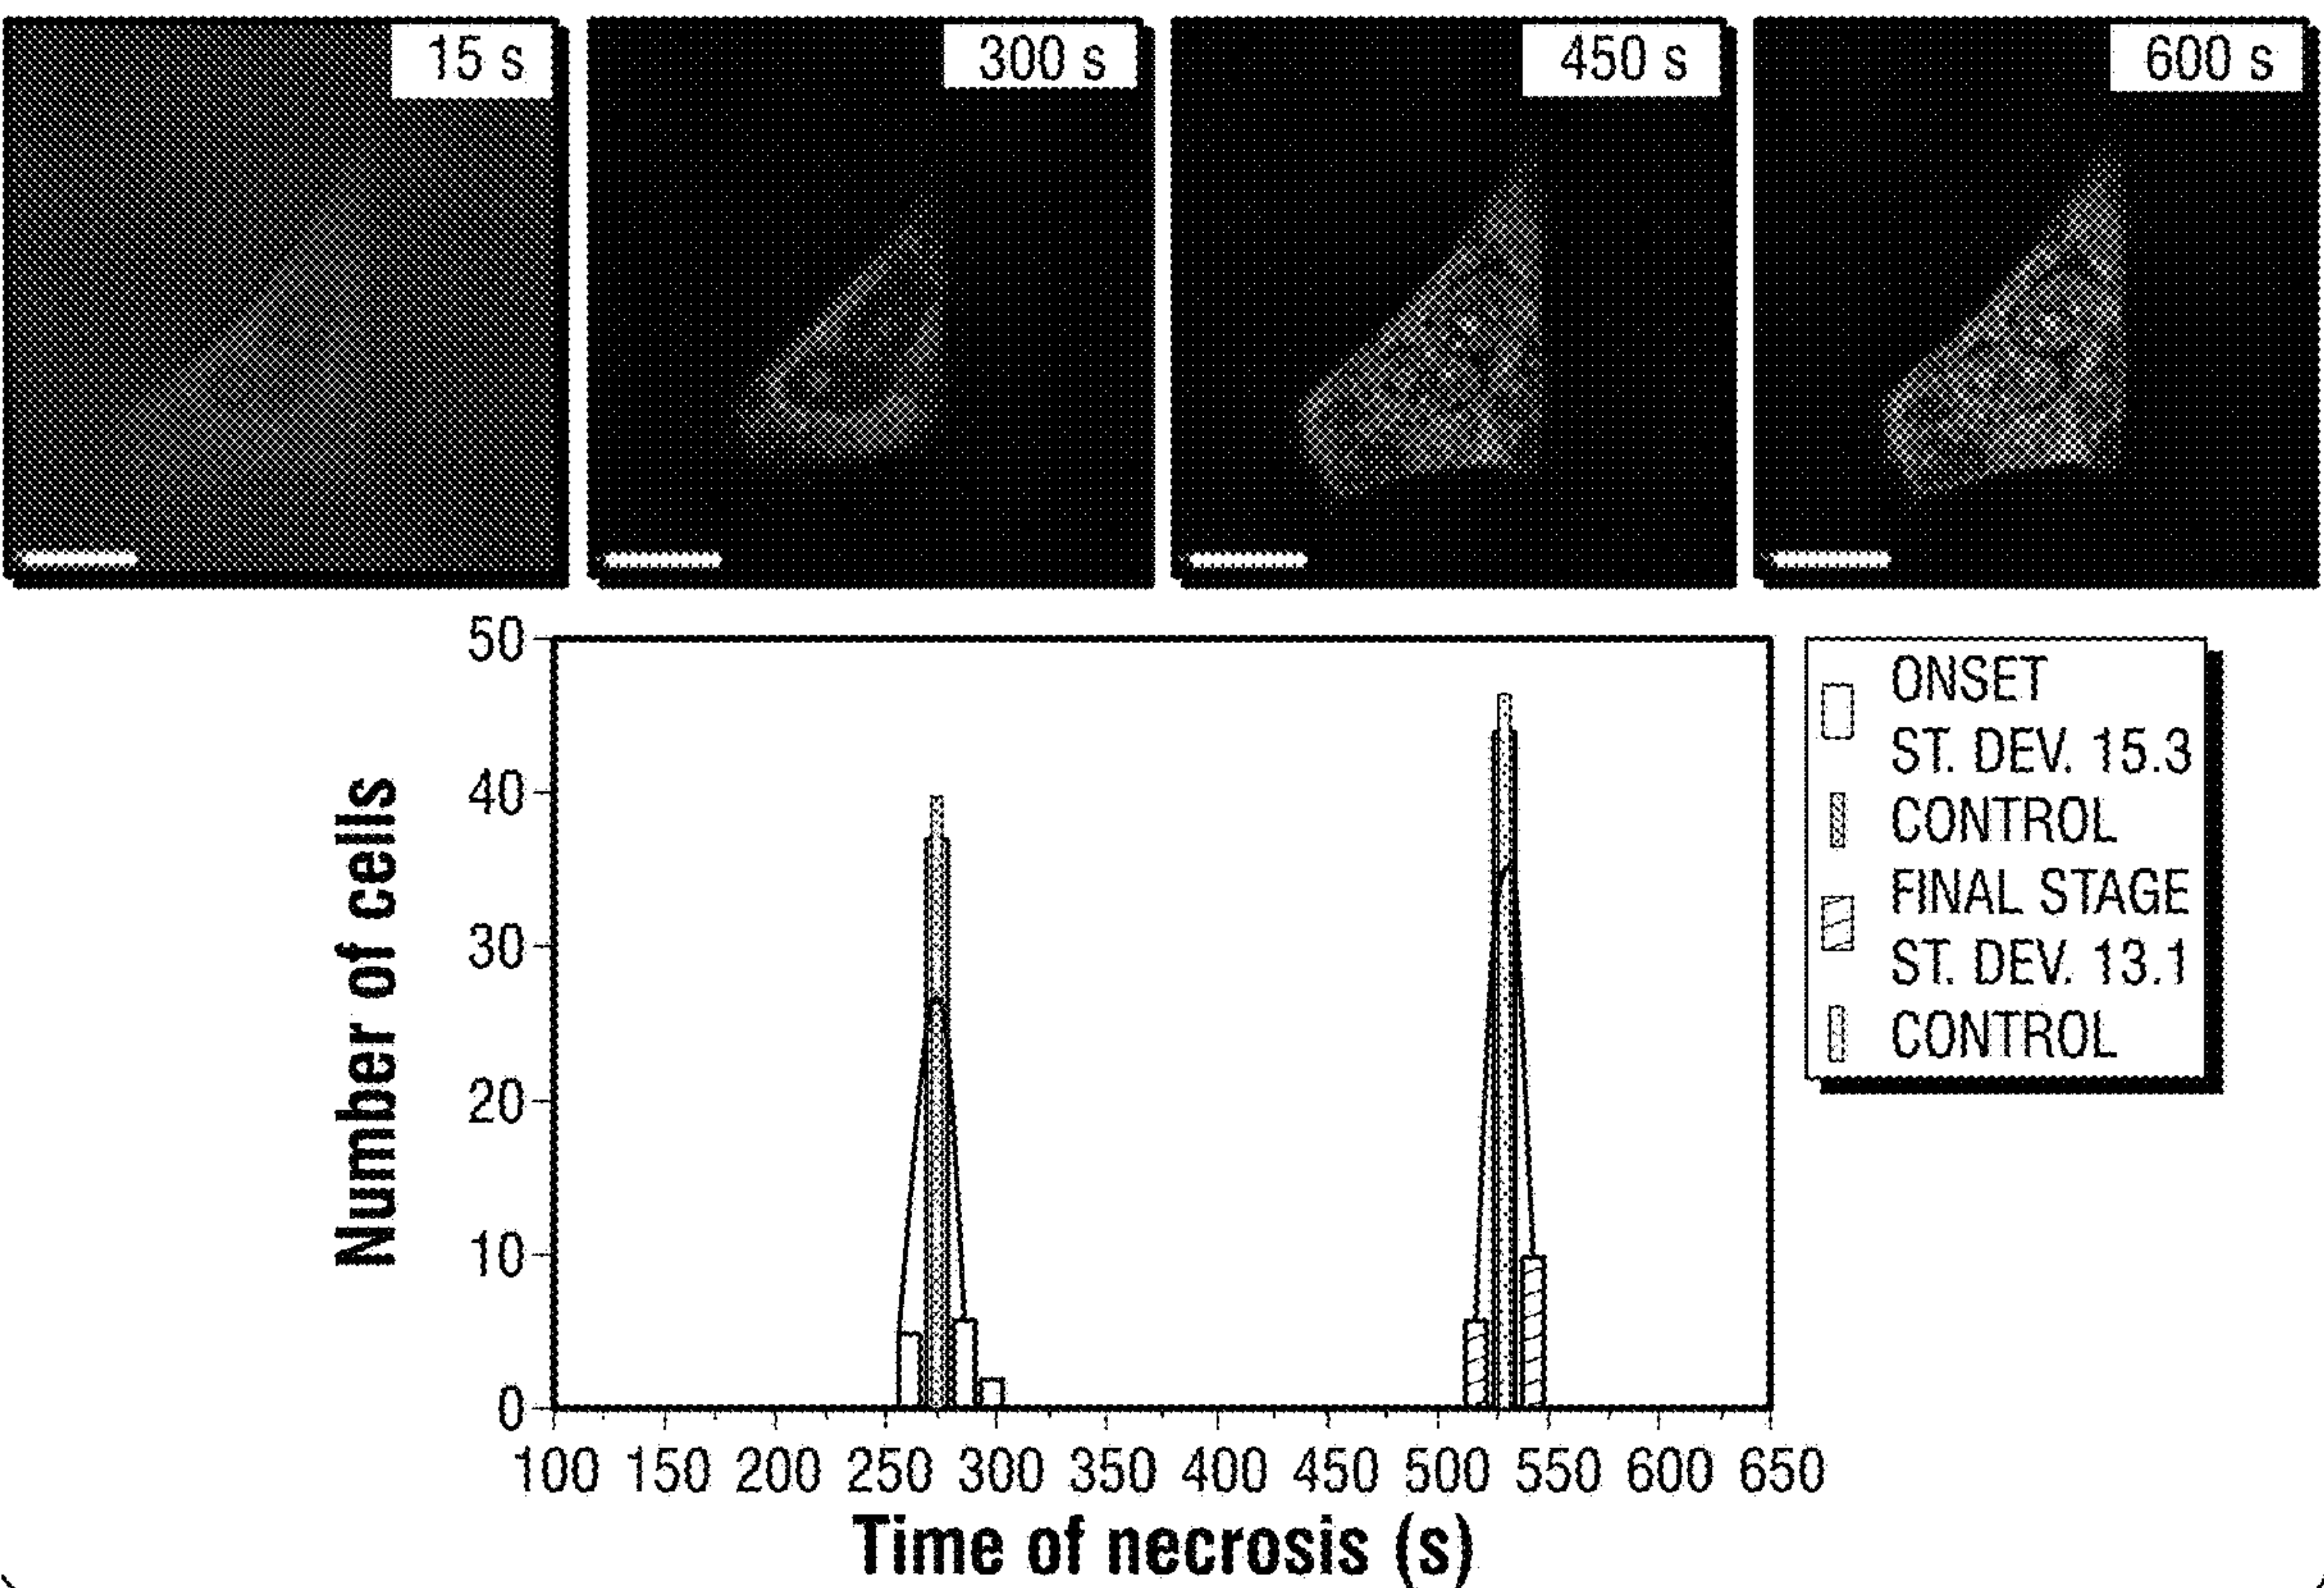 15 s
300 s
450 s
600 s
50
40
30
20
10
0
Number of cells
100 150 200 250 300 350 400 450 500 550 600 650
Time of necrosis (s)
ONSET
ST. DEV. 15.3
CONTROL
FINAL STAGE
ST. DEV. 13.1
CONTROL